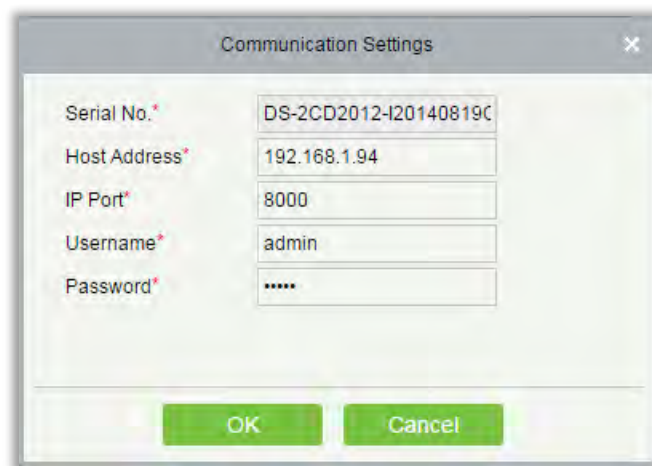 Communication Settings ×
Serial No.* DS-2CD2012-I20140819C
Host Address* 192.168.1.94
IP Port* 8000
Username* admin
Password* •••••
OK Cancel